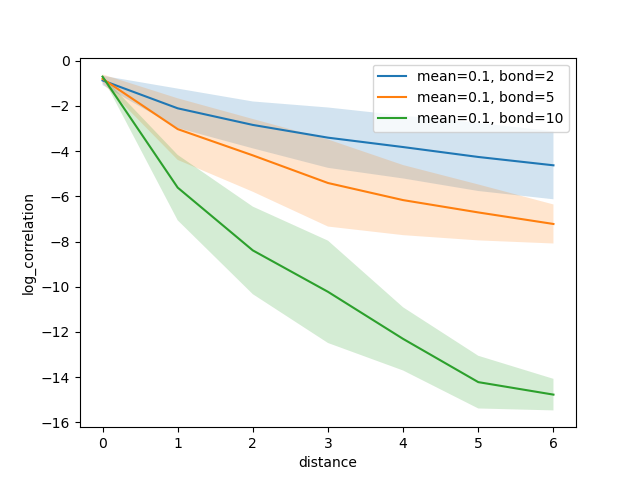 0
−2
−4
−6
−8
−10
−12
−14
−16
log_correlation
mean=0.1, bond=2
mean=0.1, bond=5
mean=0.1, bond=10
0 1 2 3 4 5 6
distance